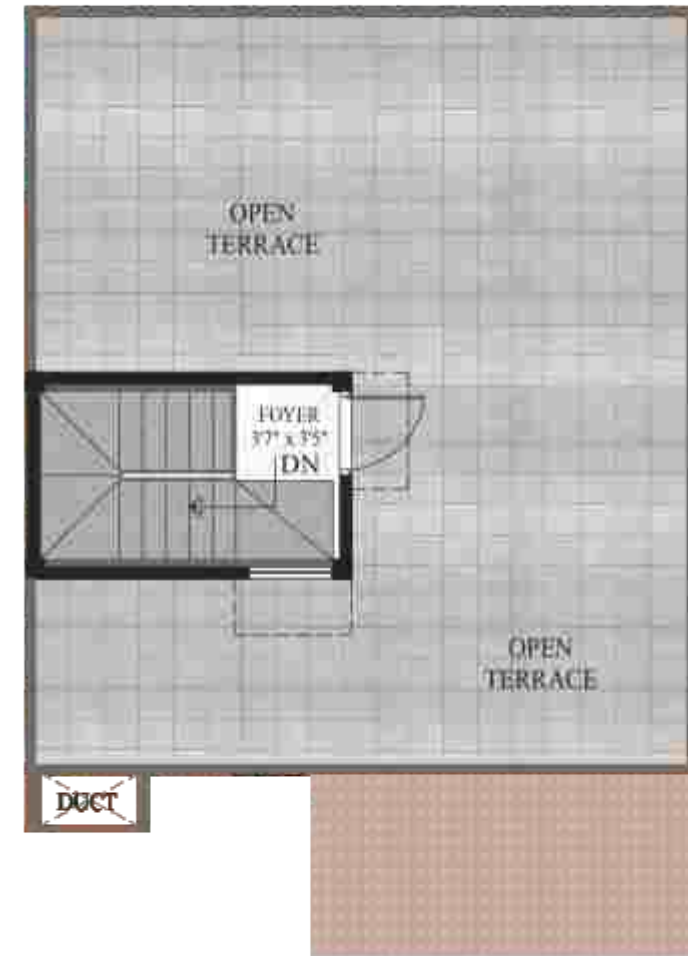 OPEN
TERRACE
FOYER
3'7" x 3'5"
DN
OPEN
TERRACE
DUCT